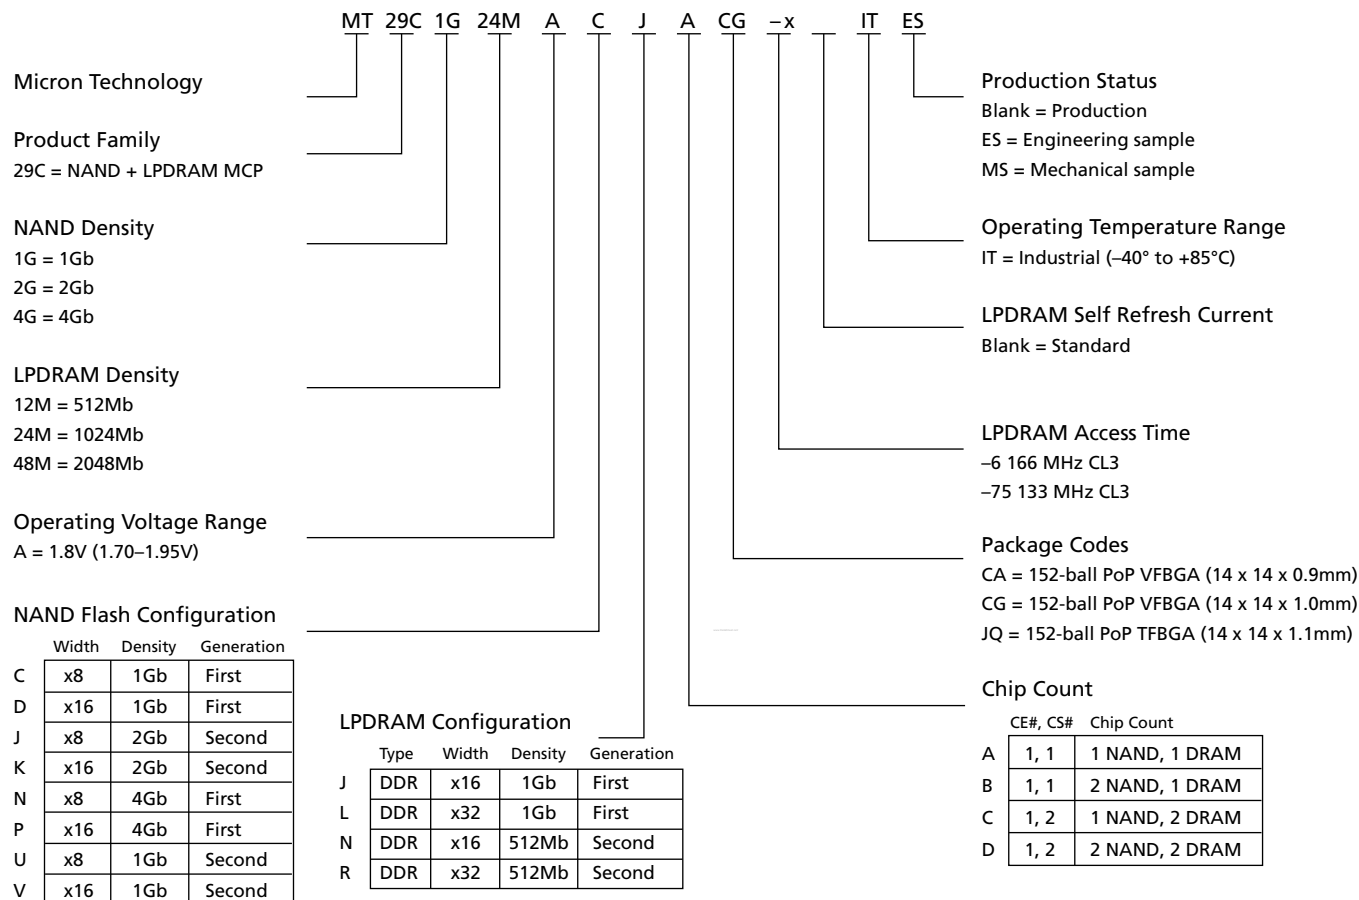 MT 29C 1G 24M A C J A CG –x IT ES
Micron Technology
Product Family
29C = NAND + LPDRAM MCP
NAND Density
1G = 1Gb
2G = 2Gb
4G = 4Gb
LPDRAM Density
12M = 512Mb
24M = 1024Mb
48M = 2048Mb
Operating Voltage Range
A = 1.8V (1.70–1.95V)
NAND Flash Configuration
Width Density Generation
C x8 1Gb First
D x16 1Gb First
J x8 2Gb Second
K x16 2Gb Second
N x8 4Gb First
P x16 4Gb First
U x8 1Gb Second
V x16 1Gb Second
LPDRAM Configuration
Type Width Density Generation
J DDR x16 1Gb First
L DDR x32 1Gb First
N DDR x16 512Mb Second
R DDR x32 512Mb Second
Production Status
Blank = Production
ES = Engineering sample
MS = Mechanical sample
Operating Temperature Range
IT = Industrial (–40° to +85°C)
LPDRAM Self Refresh Current
Blank = Standard
LPDRAM Access Time
–6 166 MHz CL3
–75 133 MHz CL3
Package Codes
CA = 152-ball PoP VFBGA (14 x 14 x 0.9mm)
CG = 152-ball PoP VFBGA (14 x 14 x 1.0mm)
JQ = 152-ball PoP TFBGA (14 x 14 x 1.1mm)
Chip Count
CE#, CS# Chip Count
A 1, 1 1 NAND, 1 DRAM
B 1, 1 2 NAND, 1 DRAM
C 1, 2 1 NAND, 2 DRAM
D 1, 2 2 NAND, 2 DRAM